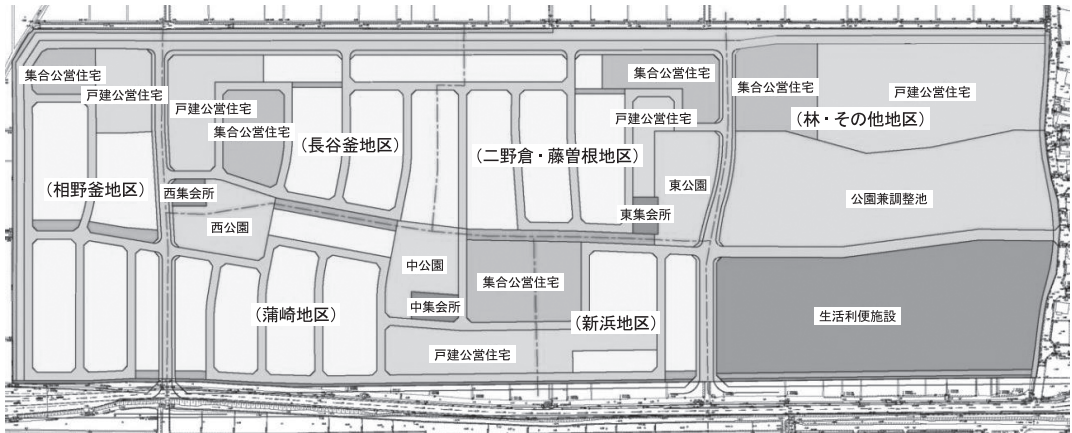 集合公営住宅
戸建公営住宅
戸建公営住宅
集合公営住宅
集合公営住宅
戸建公営住宅
集合公営住宅
戸建公営住宅
(林・その他地区)
(長谷釜地区)
(二野倉・藤曽根地区)
(相野釜地区)
西集会所
西公園
東公園
東集会所
公園兼調整池
中公園
集合公営住宅
中集会所
(蒲崎地区)
(新浜地区)
生活利便施設
戸建公営住宅